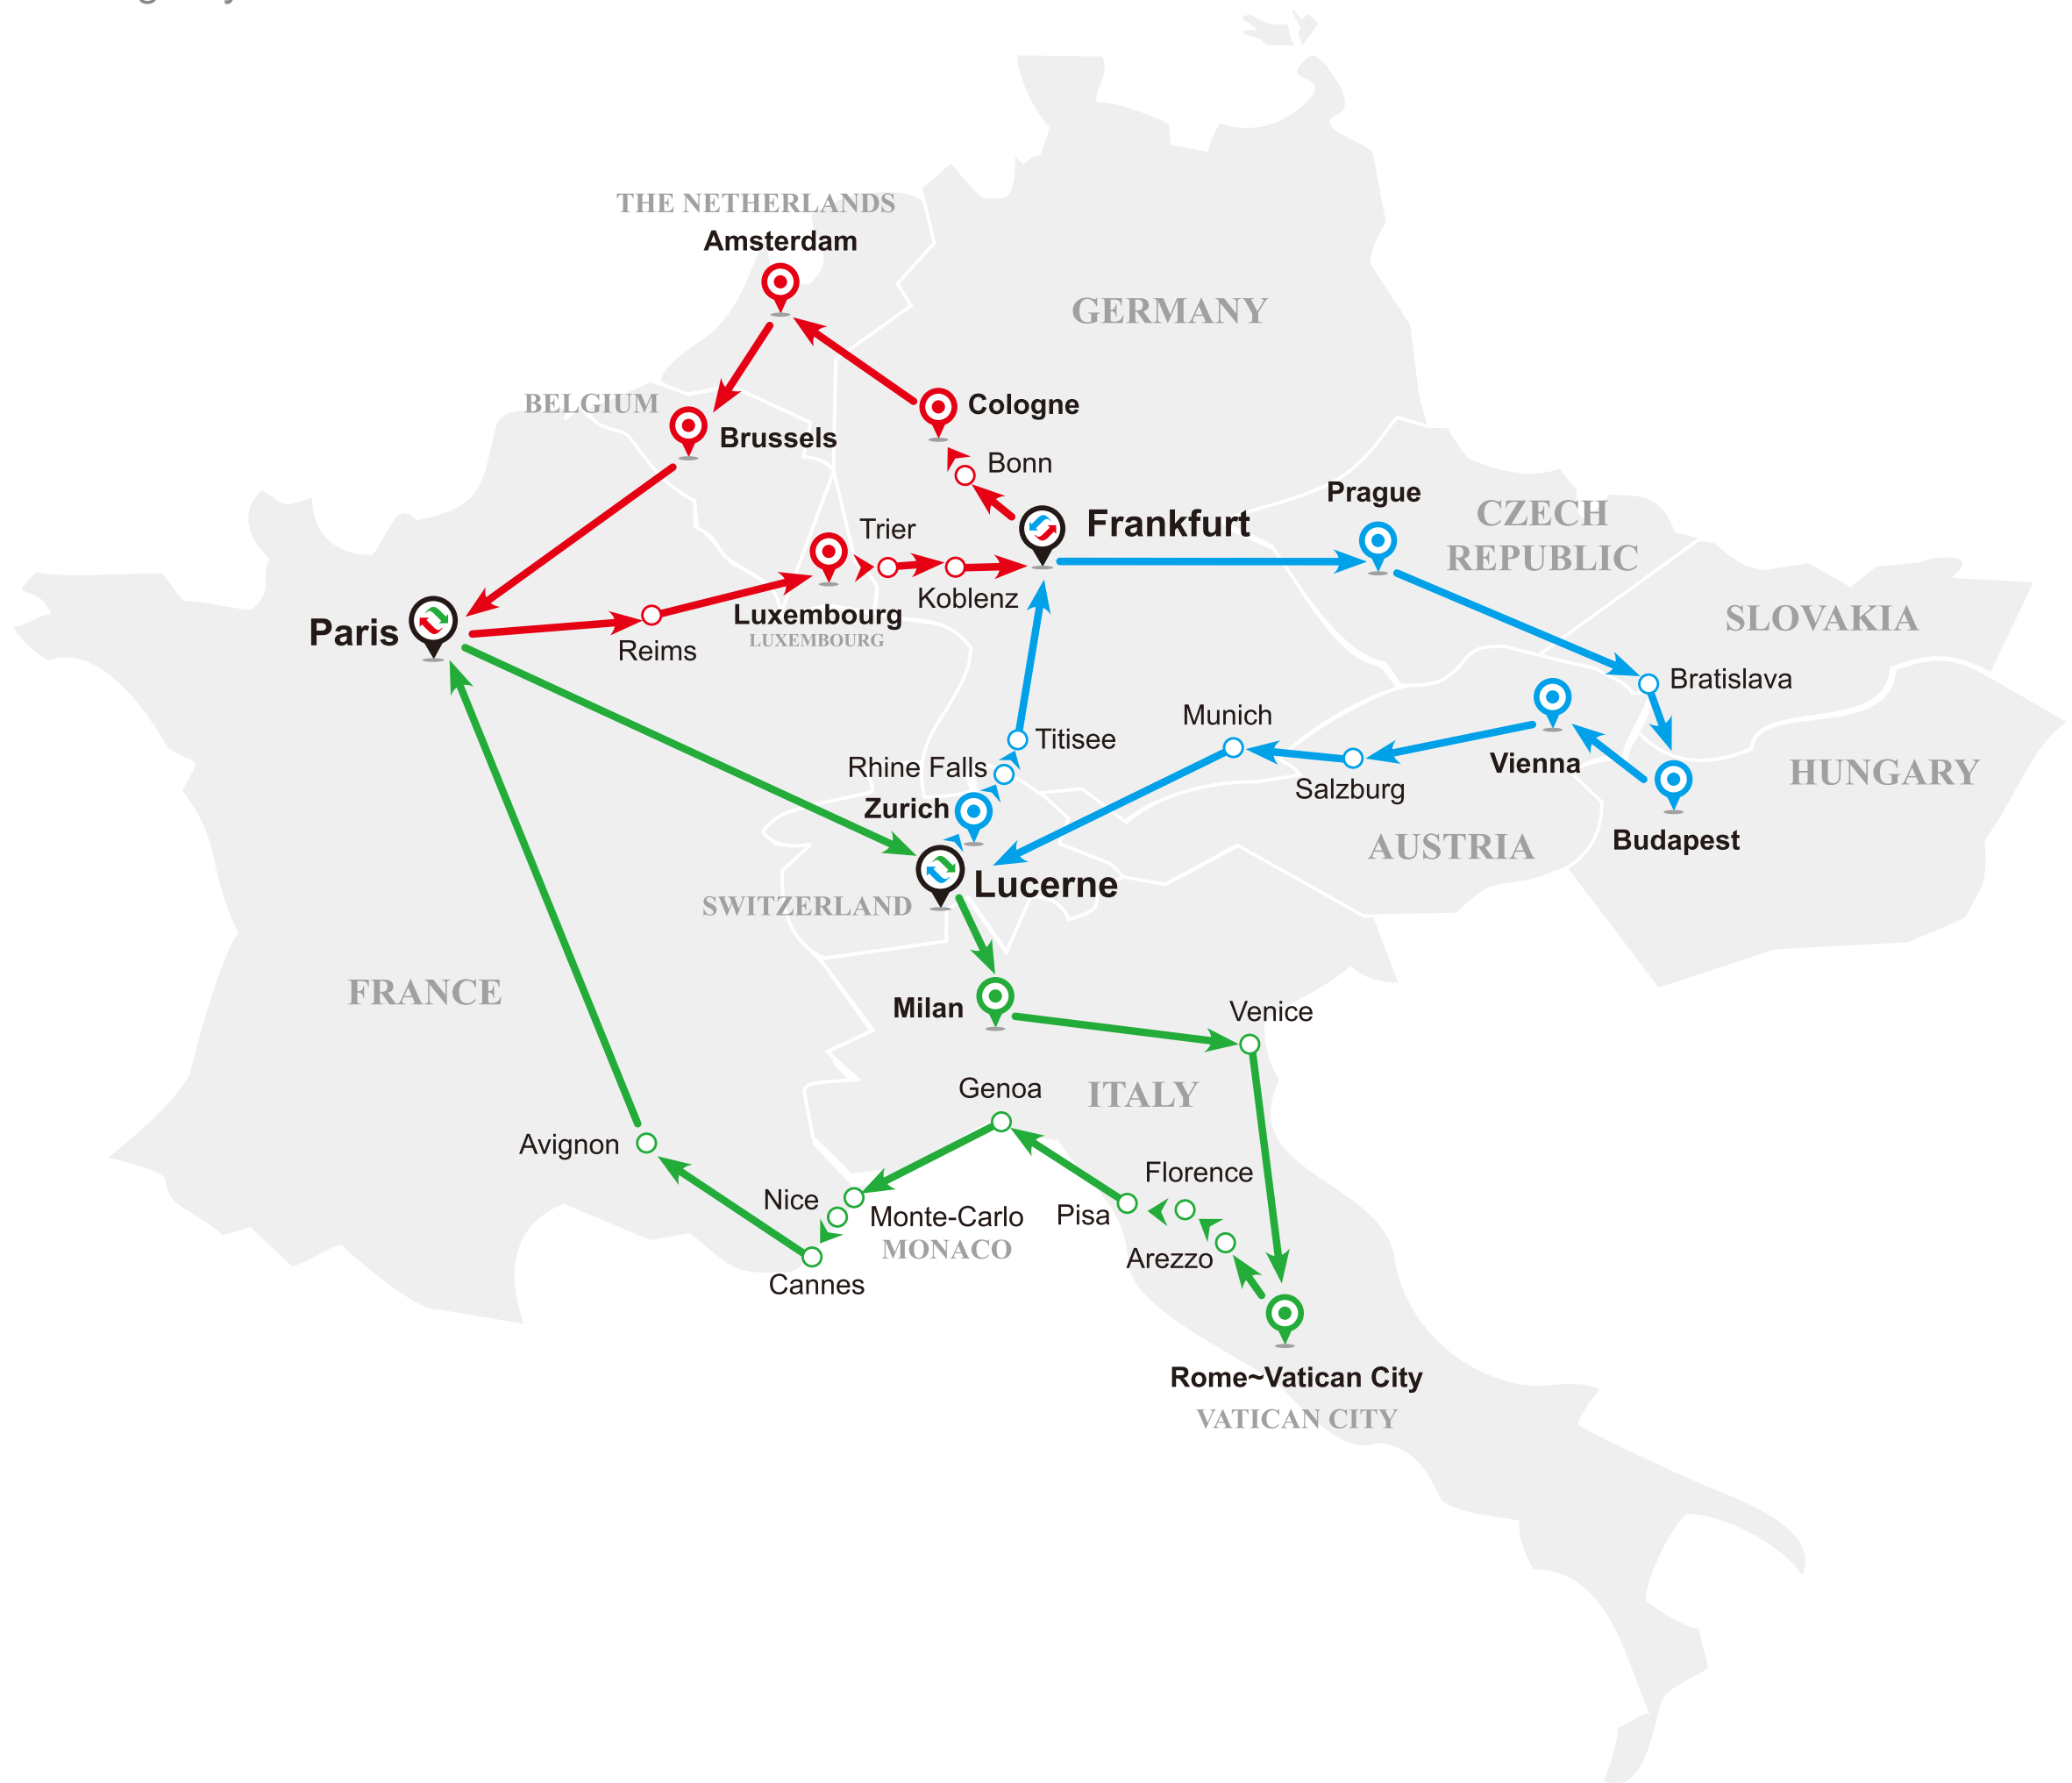 THE NETHERLANDS
Amsterdam
GERMANY
BELGIUM
Brussels
Cologne
Bonn
Prague
CZECH
REPUBLIC
Frankfurt
Trier
Koblenz
Luxembourg
LUXEMBOURG
Paris
Reims
SLOVAKIA
Bratislava
Munich
Titisee
Rhine Falls
Vienna
HUNGARY
Salzburg
Zurich
Budapest
AUSTRIA
Lucerne
SWITZERLAND
FRANCE
Milan
Venice
Genoa
ITALY
Avignon
Florence
Nice
Pisa
Monte-Carlo
MONACO
Arezzo
Cannes
Rome~Vatican City
VATICAN CITY